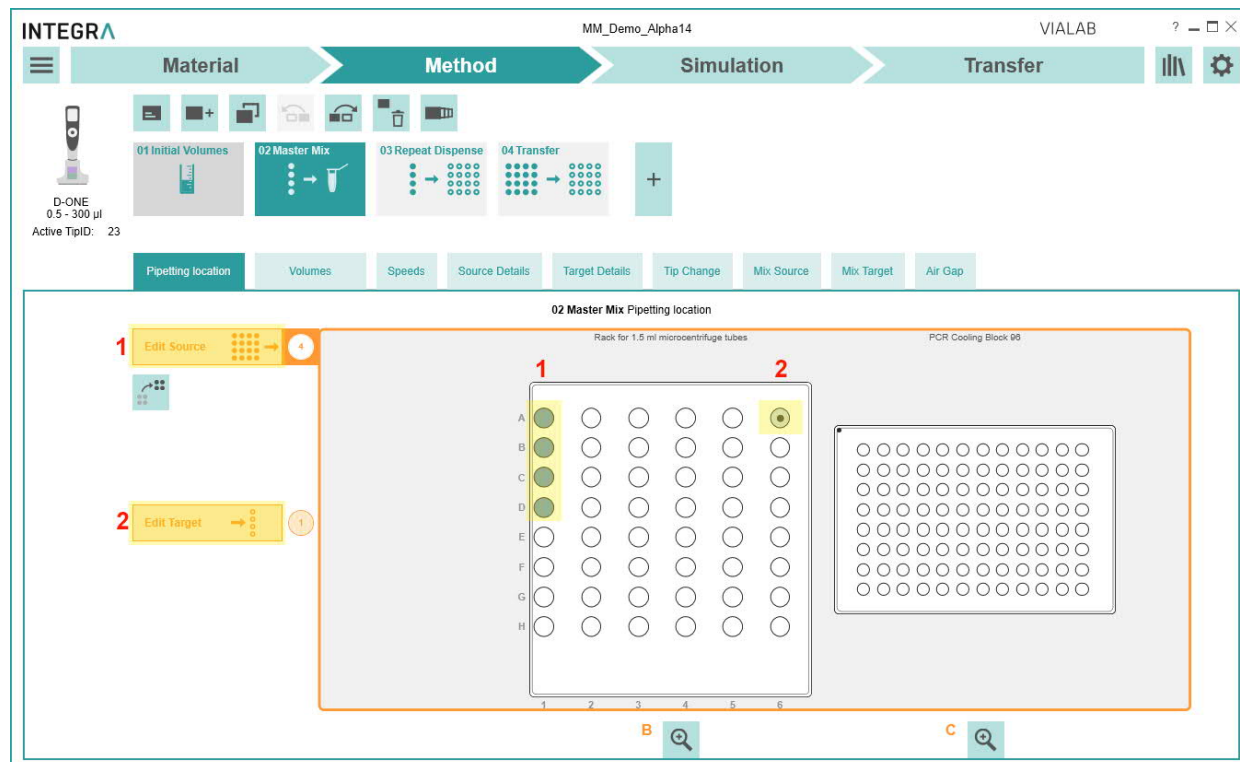 INTEGRA
MM_Demo_Alpha14
VIALAB
?
Material
Method
Simulation
Transfer
01 Initial Volumes
02 Master Mix
03 Repeat Dispense
04 Transfer
+
D-ONE
0.5 - 300 µl
Active TipID: 23
Pipetting location
Volumes
Speeds
Source Details
Target Details
Tip Change
Mix Source
Mix Target
Air Gap
02 Master Mix Pipetting location
1
Edit Source
4
Rack for 1.5 ml microcentrifuge tubes
PCR Cooling Block 96
1
2
A
B
C
D
E
F
G
H
2
Edit Target
1
1 2 3 4 5 6
B
C